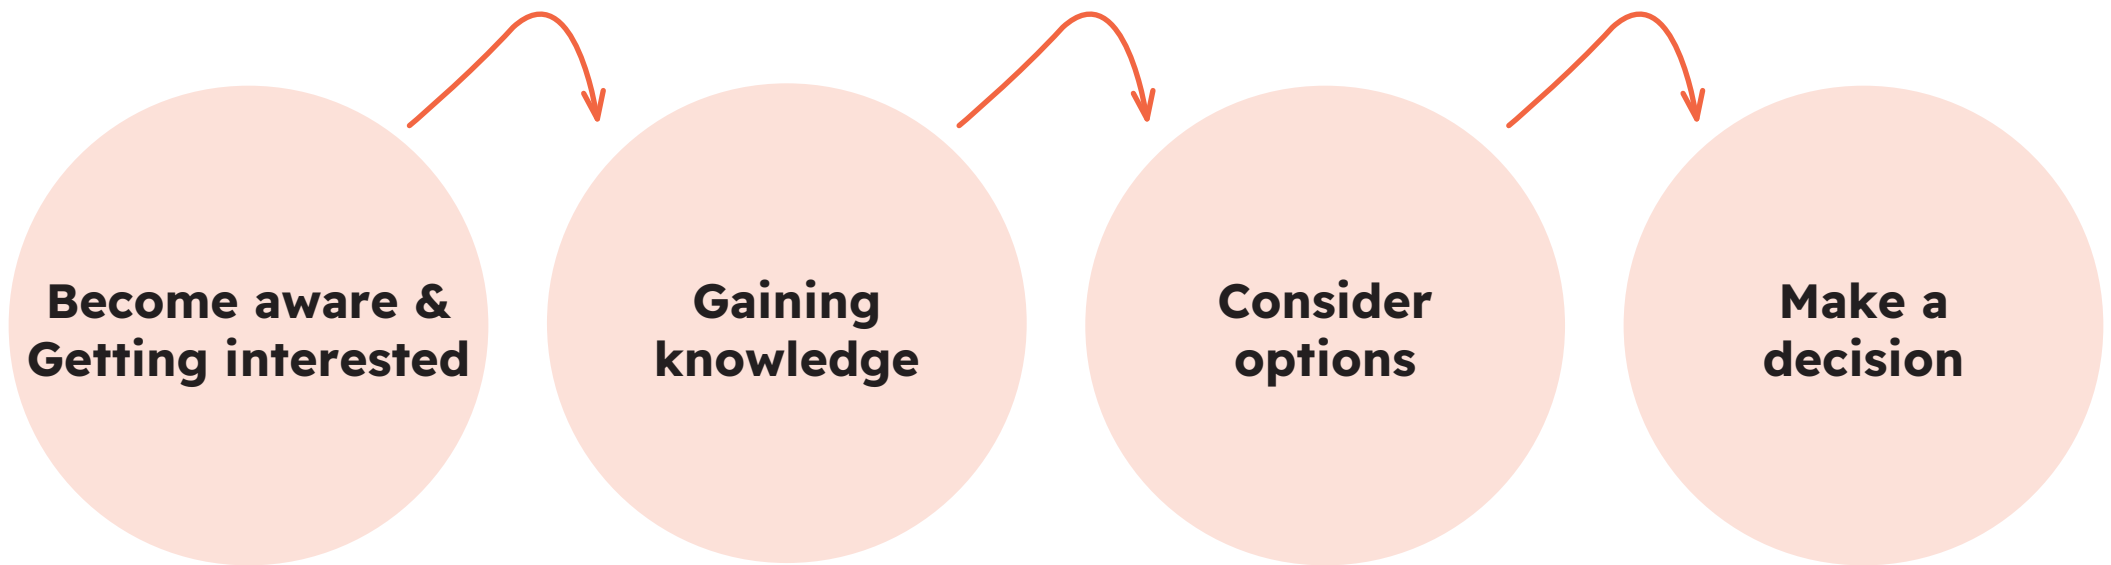 Become aware &
Getting interested
Gaining
knowledge
Consider
options
Make a
decision